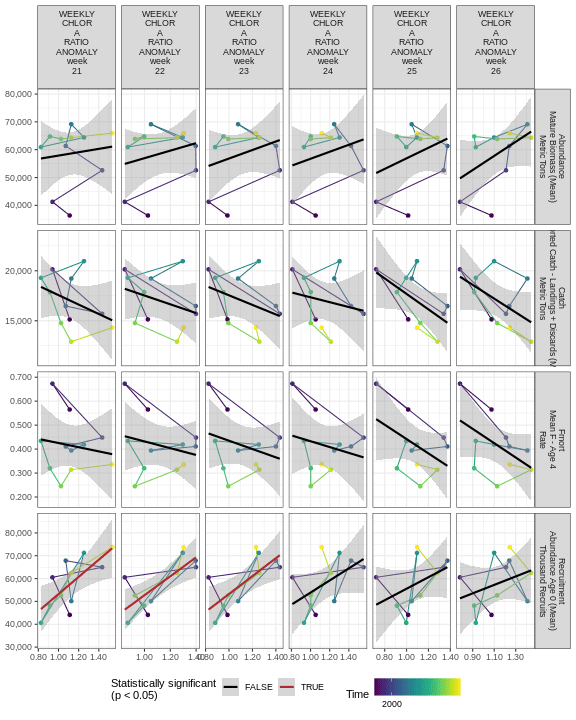 WEEKLY
CHLOR
A
RATIO
ANOMALY
week
21
WEEKLY
CHLOR
A
RATIO
ANOMALY
week
22
WEEKLY
CHLOR
A
RATIO
ANOMALY
week
23
WEEKLY
CHLOR
A
RATIO
ANOMALY
week
24
WEEKLY
CHLOR
A
RATIO
ANOMALY
week
25
WEEKLY
CHLOR
A
RATIO
ANOMALY
week
26
80,000
70,000
60,000
50,000
40,000
Abundance
Mature Biomass (Mean)
Metric Tons
20,000
15,000
Catch
rted Catch - Landings + Discards (M
Metric Tons
0.700
0.600
0.500
0.400
0.300
0.200
Fmort
Mean F - Age 4
Rate
80,000
70,000
60,000
50,000
40,000
30,000
Recruitment
Abundance Age 0 (Mean)
Thousand Recruits
0.80 1.00 1.20 1.40
1.00 1.20 1.40
0.80 1.00 1.20 1.40
1.00 1.20 1.40
0.80 1.00 1.20 1.40
0.90 1.10 1.30
Statistically significant
(p < 0.05)
FALSE
TRUE
Time
2000